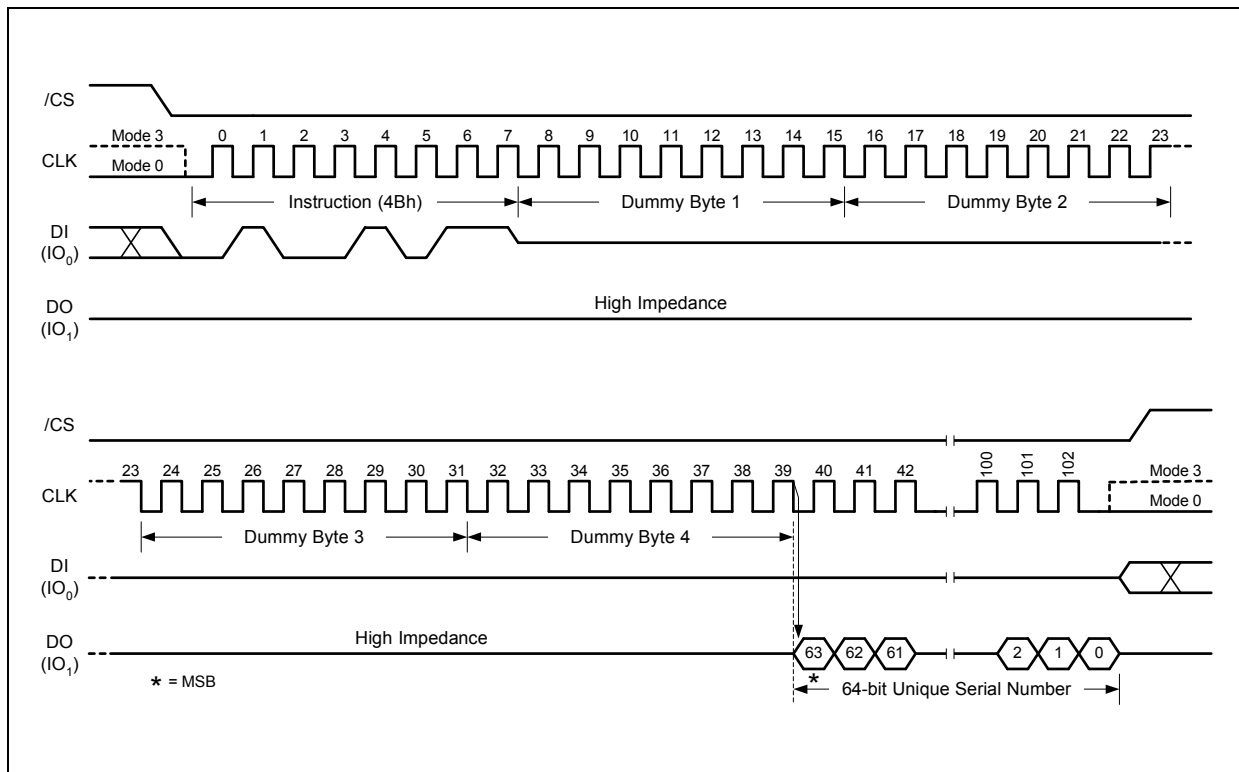 /CS
Mode 3
0 1 2 3 4 5 6 7 8 9 10 11 12 13 14 15 16 17 18 19 20 21 22 23
CLK
Mode 0
Instruction (4Bh) Dummy Byte 1 Dummy Byte 2
DI
(IO0)
High Impedance
DO
(IO1)
/CS
23 24 25 26 27 28 29 30 31 32 33 34 35 36 37 38 39 40 41 42 100 101 102
Mode 3
CLK
Mode 0
Dummy Byte 3 Dummy Byte 4
DI
(IO0)
High Impedance
DO
(IO1)
63 62 61 2 1 0
* = MSB
*
64-bit Unique Serial Number